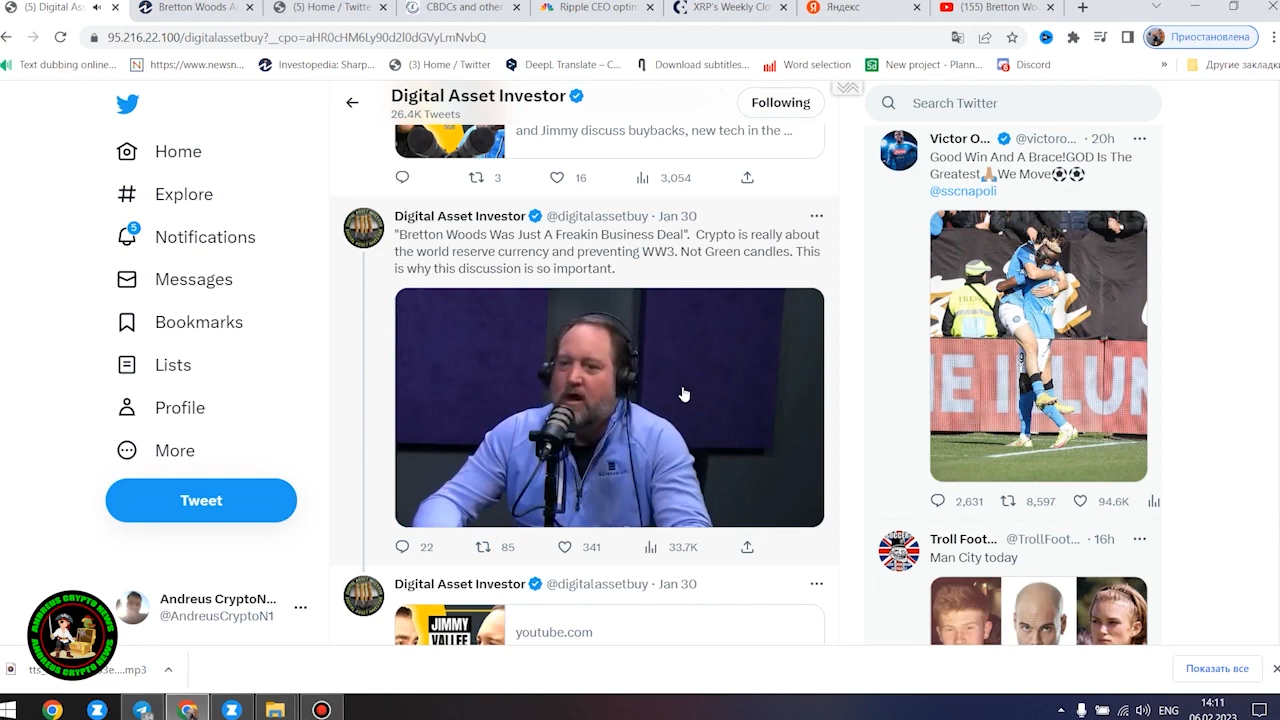 (5) Digital As
Bretton Woods A
(5) Home / Twitte
CBDCs and other
Ripple CEO optim
XRP's Weekly Clo
Яндекс
(155) Bretton Wo
95.216.22.100/digitalassetbuy?__cpo=aHR0cHM6Ly90d2l0dGVyLmNvbQ
Приостановлена
Text dubbing online...
https://www.newsn...
Investopedia: Sharp...
(3) Home / Twitter
DeepL Translate – C...
Download subtitles...
Word selection
New project - Plann...
Discord
»
Другие закладки
Home
Explore
5
Notifications
Messages
Bookmarks
Lists
Profile
More
Tweet
Andreus CryptoN...
@AndreusCryptoN1
ANDREUS CRYPTO NEWS
ANDREUS CRYPTO NEWS
Digital Asset Investor
26.4K Tweets
Following
and Jimmy discuss buybacks, new tech in the ...
3
16
3,054
Digital Asset Investor @digitalassetbuy · Jan 30
"Bretton Woods Was Just A Freakin Business Deal". Crypto is really about
the world reserve currency and preventing WW3. Not Green candles. This
is why this discussion is so important.
22
85
341
33.7K
Digital Asset Investor @digitalassetbuy · Jan 30
JIMMY
VALLEE
youtube.com
Search Twitter
Victor O... @victoro... · 20h
Good Win And A Brace!GOD Is The
Greatest🙏🏽We Move⚽⚽
@sscnapoli
2,631
8,597
94.6K
Troll Foot... @TrollFoot... · 16h
Man City today
Показать все
14:11
ENG
06.02.2023